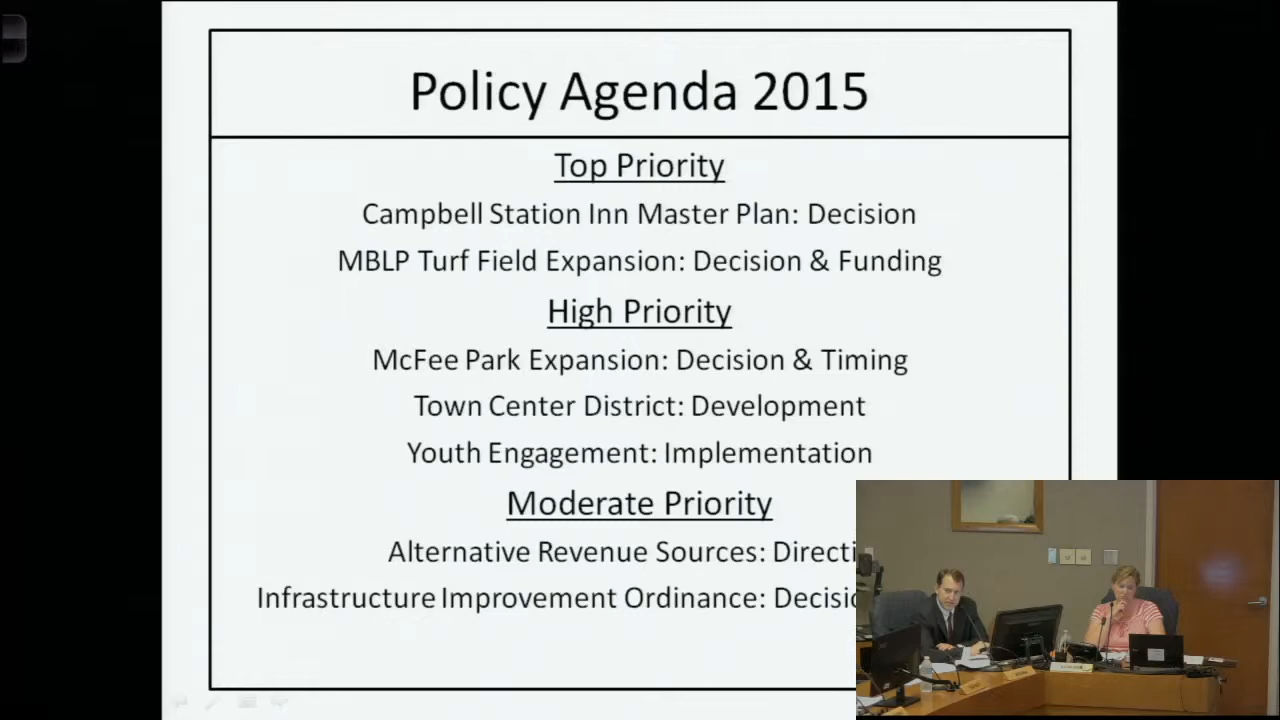 Policy Agenda 2015
Top Priority
Campbell Station Inn Master Plan: Decision
MBLP Turf Field Expansion: Decision & Funding
High Priority
McFee Park Expansion: Decision & Timing
Town Center District: Development
Youth Engagement: Implementation
Moderate Priority
Alternative Revenue Sources: Directi
Infrastructure Improvement Ordinance: Decisio